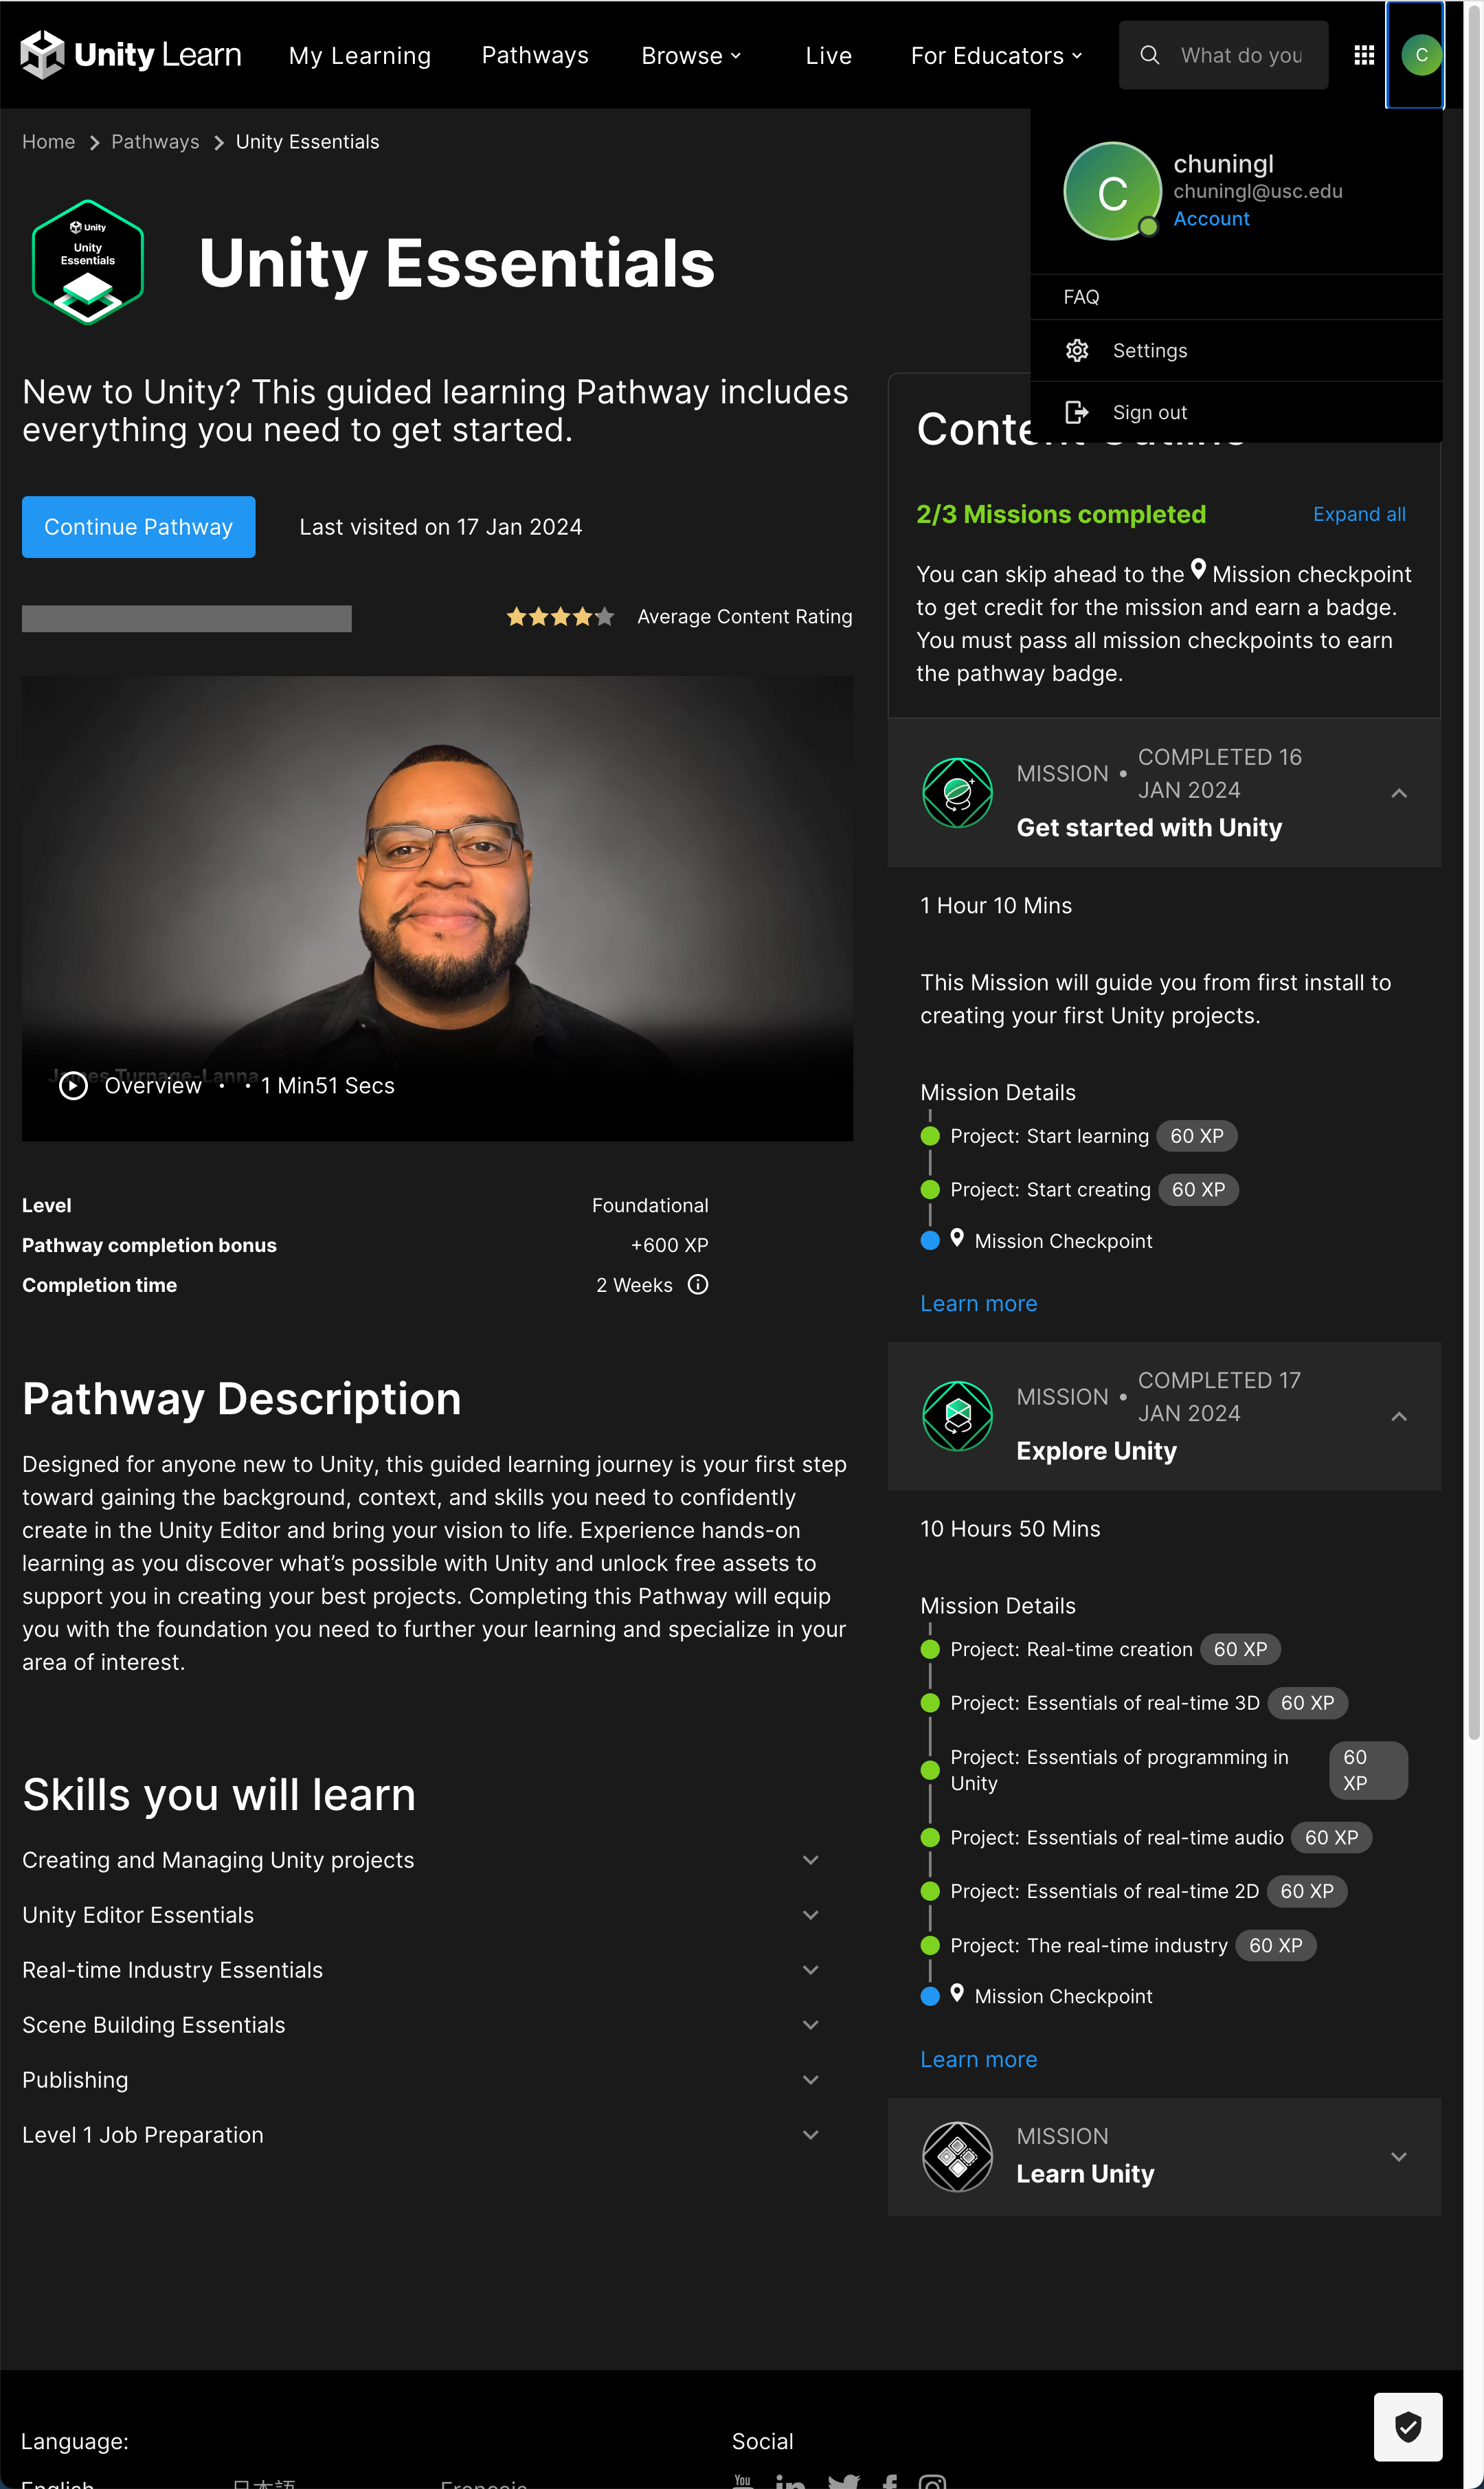 Unity Learn
My Learning
Pathways
Browse
Live
For Educators
What do you
C
Home
Pathways
Unity Essentials
C
chuningl
chuningl@usc.edu
Account
FAQ
Settings
Sign out
Unity
Unity
Essentials
Unity Essentials
New to Unity? This guided learning Pathway includes
everything you need to get started.
Continue Pathway
Last visited on 17 Jan 2024
Average Content Rating
James Turnage-Lanna
Overview · · 1 Min51 Secs
Level Foundational
Pathway completion bonus +600 XP
Completion time 2 Weeks
Pathway Description
Designed for anyone new to Unity, this guided learning journey is your first step
toward gaining the background, context, and skills you need to confidently
create in the Unity Editor and bring your vision to life. Experience hands-on
learning as you discover what’s possible with Unity and unlock free assets to
support you in creating your best projects. Completing this Pathway will equip
you with the foundation you need to further your learning and specialize in your
area of interest.
Skills you will learn
Creating and Managing Unity projects
Unity Editor Essentials
Real-time Industry Essentials
Scene Building Essentials
Publishing
Level 1 Job Preparation
Content Outline
2/3 Missions completed
Expand all
You can skip ahead to the Mission checkpoint
to get credit for the mission and earn a badge.
You must pass all mission checkpoints to earn
the pathway badge.
MISSION • COMPLETED 16
JAN 2024
Get started with Unity
1 Hour 10 Mins
This Mission will guide you from first install to
creating your first Unity projects.
Mission Details
Project: Start learning 60 XP
Project: Start creating 60 XP
Mission Checkpoint
Learn more
MISSION • COMPLETED 17
JAN 2024
Explore Unity
10 Hours 50 Mins
Mission Details
Project: Real-time creation 60 XP
Project: Essentials of real-time 3D 60 XP
Project: Essentials of programming in 60
Unity XP
Project: Essentials of real-time audio 60 XP
Project: Essentials of real-time 2D 60 XP
Project: The real-time industry 60 XP
Mission Checkpoint
Learn more
MISSION
Learn Unity
Language:
English 日本語 Français
Social
You
in